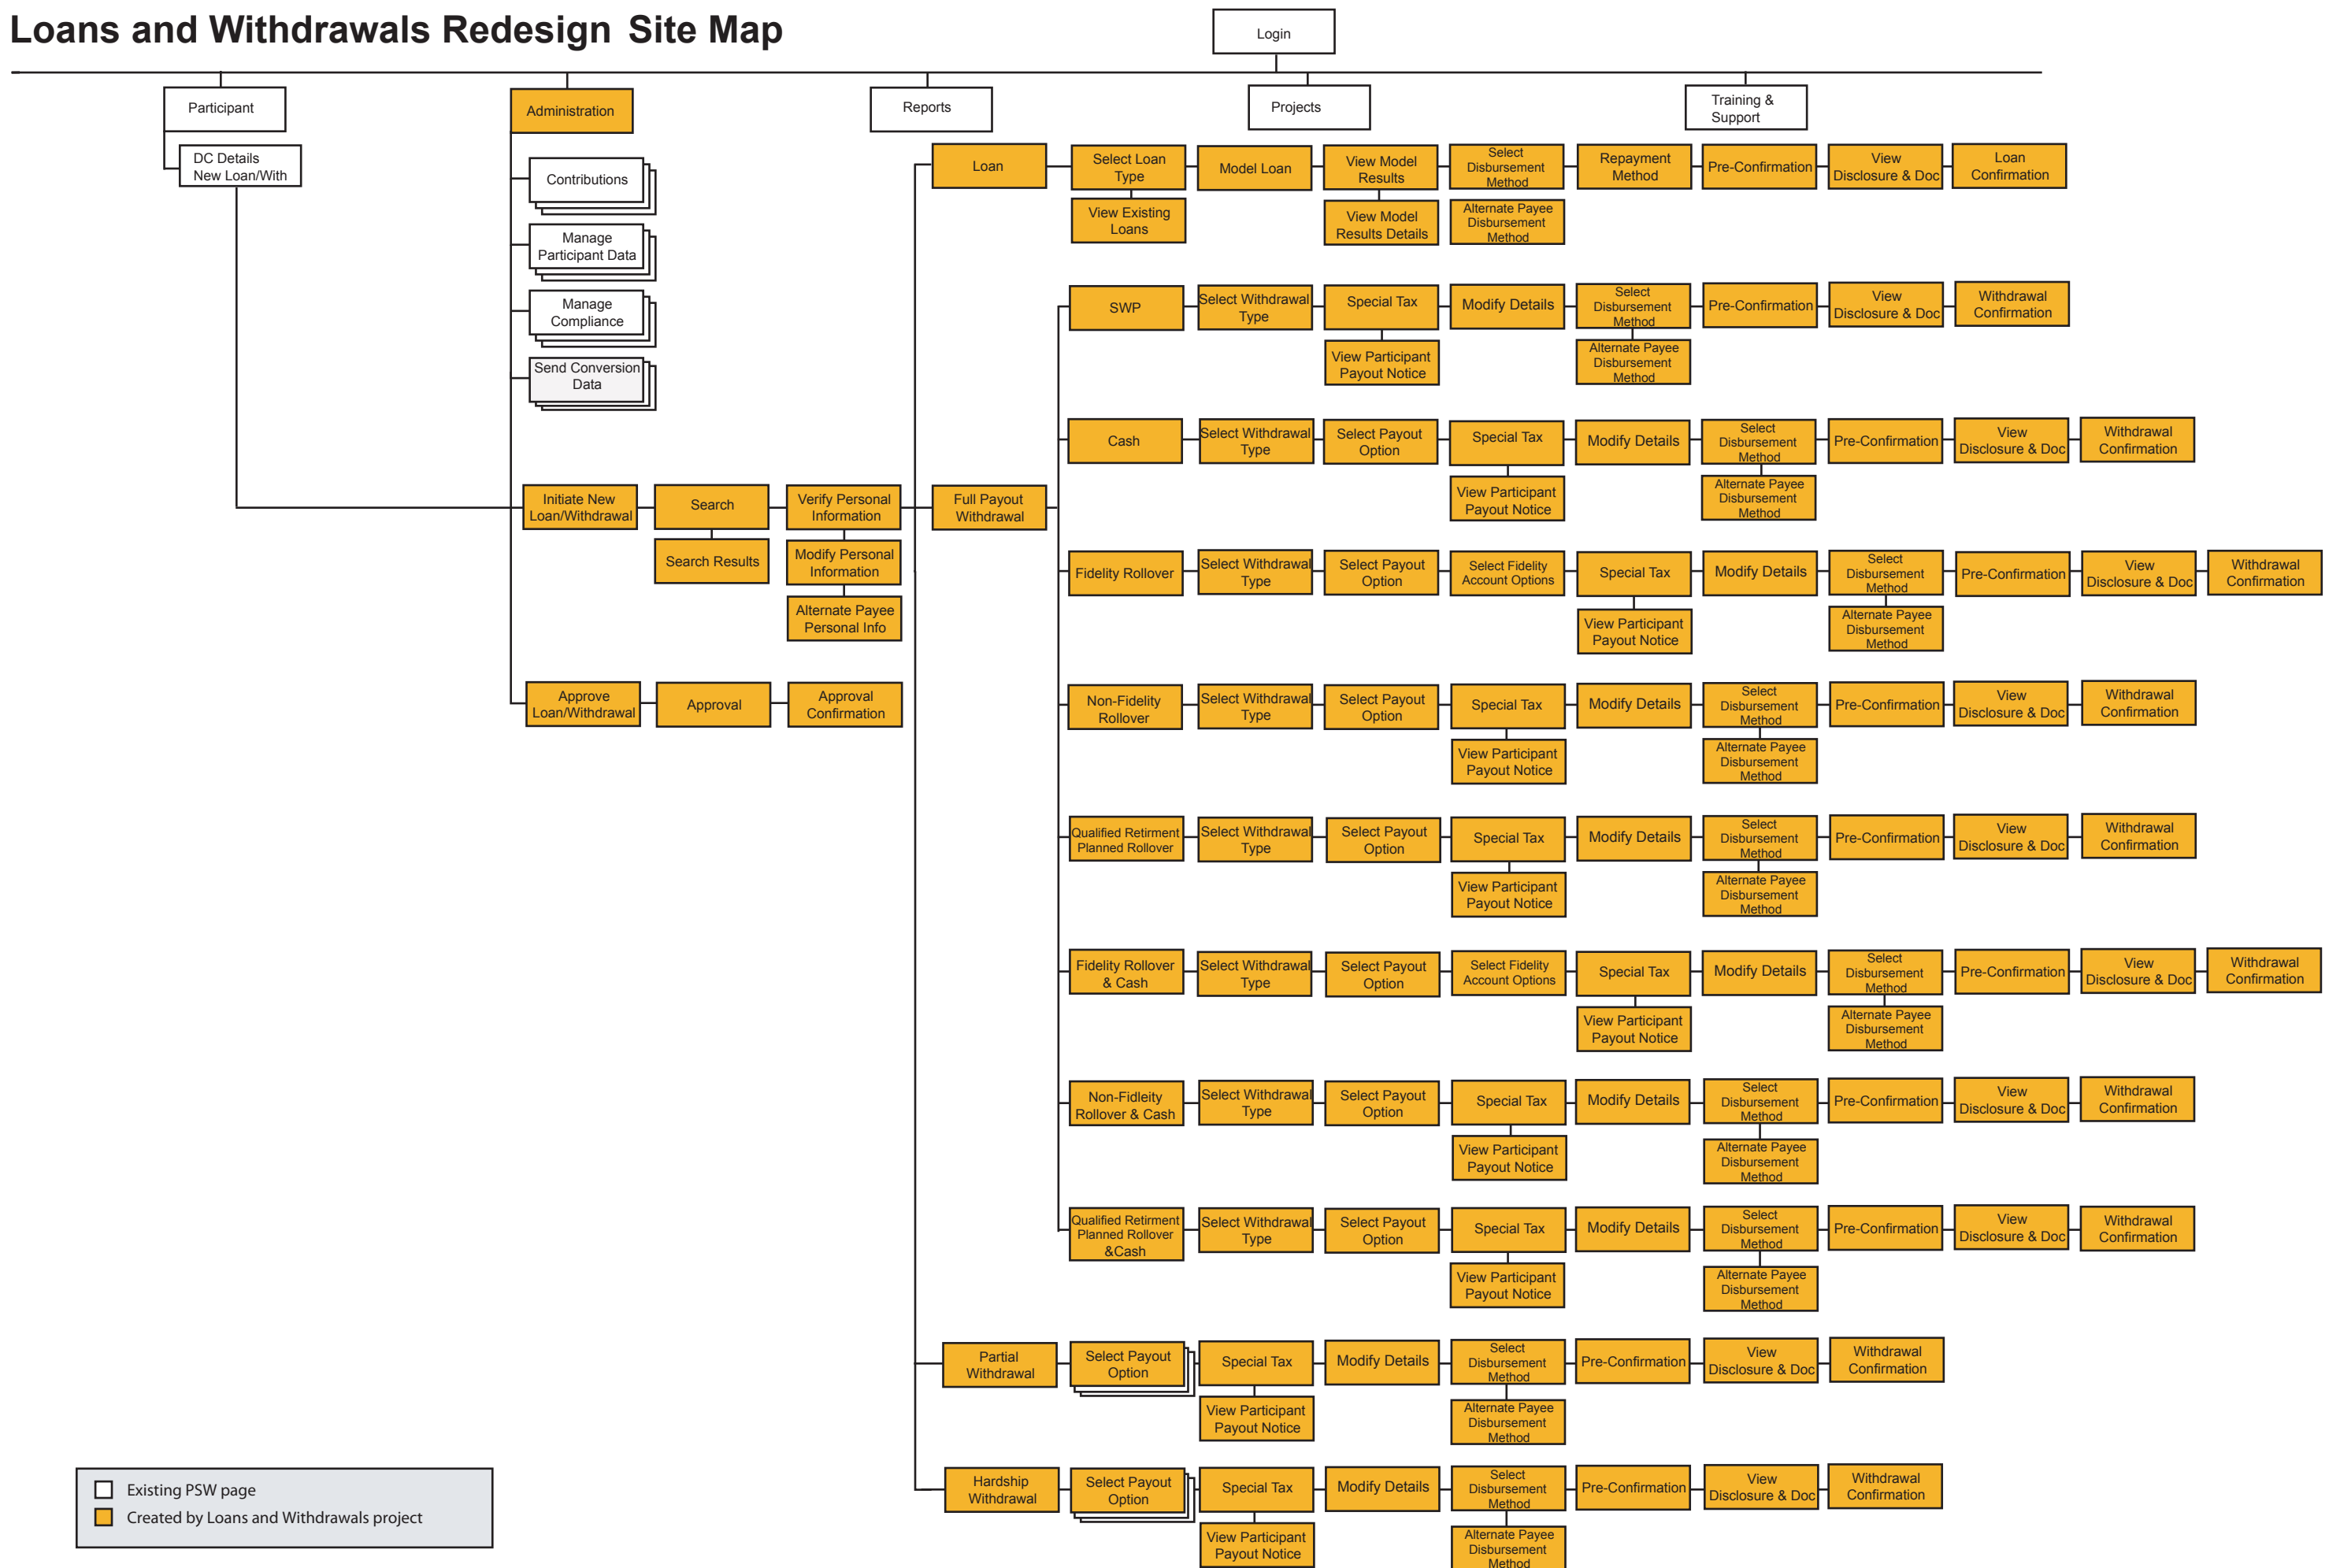 Loans and Withdrawals Redesign Site Map
Login
Participant
Administration
Reports
Projects
Training &
Support
DC Details
New Loan/With
Contributions
Manage
Participant Data
Manage
Compliance
Send Conversion
Data
Loan
Select Loan
Type
Model Loan
View Model
Results
Select
Disbursement
Method
Repayment
Method
Pre-Confirmation
View
Disclosure & Doc
Loan
Confirmation
View Existing
Loans
View Model
Results Details
Alternate Payee
Disbursement
Method
SWP
Select Withdrawal
Type
Special Tax
Modify Details
Select
Disbursement
Method
Pre-Confirmation
View
Disclosure & Doc
Withdrawal
Confirmation
View Participant
Payout Notice
Alternate Payee
Disbursement
Method
Cash
Select Withdrawal
Type
Select Payout
Option
Special Tax
Modify Details
Select
Disbursement
Method
Pre-Confirmation
View
Disclosure & Doc
Withdrawal
Confirmation
View Participant
Payout Notice
Alternate Payee
Disbursement
Method
Initiate New
Loan/Withdrawal
Search
Verify Personal
Information
Full Payout
Withdrawal
Search Results
Modify Personal
Information
Alternate Payee
Personal Info
Fidelity Rollover
Select Withdrawal
Type
Select Payout
Option
Select Fidelity
Account Options
Special Tax
Modify Details
Select
Disbursement
Method
Pre-Confirmation
View
Disclosure & Doc
Withdrawal
Confirmation
View Participant
Payout Notice
Alternate Payee
Disbursement
Method
Approve
Loan/Withdrawal
Approval
Approval
Confirmation
Non-Fidelity
Rollover
Select Withdrawal
Type
Select Payout
Option
Special Tax
Modify Details
Select
Disbursement
Method
Pre-Confirmation
View
Disclosure & Doc
Withdrawal
Confirmation
View Participant
Payout Notice
Alternate Payee
Disbursement
Method
Qualified Retirment
Planned Rollover
Select Withdrawal
Type
Select Payout
Option
Special Tax
Modify Details
Select
Disbursement
Method
Pre-Confirmation
View
Disclosure & Doc
Withdrawal
Confirmation
View Participant
Payout Notice
Alternate Payee
Disbursement
Method
Fidelity Rollover
& Cash
Select Withdrawal
Type
Select Payout
Option
Select Fidelity
Account Options
Special Tax
Modify Details
Select
Disbursement
Method
Pre-Confirmation
View
Disclosure & Doc
Withdrawal
Confirmation
View Participant
Payout Notice
Alternate Payee
Disbursement
Method
Non-Fidleity
Rollover & Cash
Select Withdrawal
Type
Select Payout
Option
Special Tax
Modify Details
Select
Disbursement
Method
Pre-Confirmation
View
Disclosure & Doc
Withdrawal
Confirmation
View Participant
Payout Notice
Alternate Payee
Disbursement
Method
Qualified Retirment
Planned Rollover
&Cash
Select Withdrawal
Type
Select Payout
Option
Special Tax
Modify Details
Select
Disbursement
Method
Pre-Confirmation
View
Disclosure & Doc
Withdrawal
Confirmation
View Participant
Payout Notice
Alternate Payee
Disbursement
Method
Partial
Withdrawal
Select Payout
Option
Special Tax
Modify Details
Select
Disbursement
Method
Pre-Confirmation
View
Disclosure & Doc
Withdrawal
Confirmation
View Participant
Payout Notice
Alternate Payee
Disbursement
Method
Hardship
Withdrawal
Select Payout
Option
Special Tax
Modify Details
Select
Disbursement
Method
Pre-Confirmation
View
Disclosure & Doc
Withdrawal
Confirmation
View Participant
Payout Notice
Alternate Payee
Disbursement
Method
Existing PSW page
Created by Loans and Withdrawals project